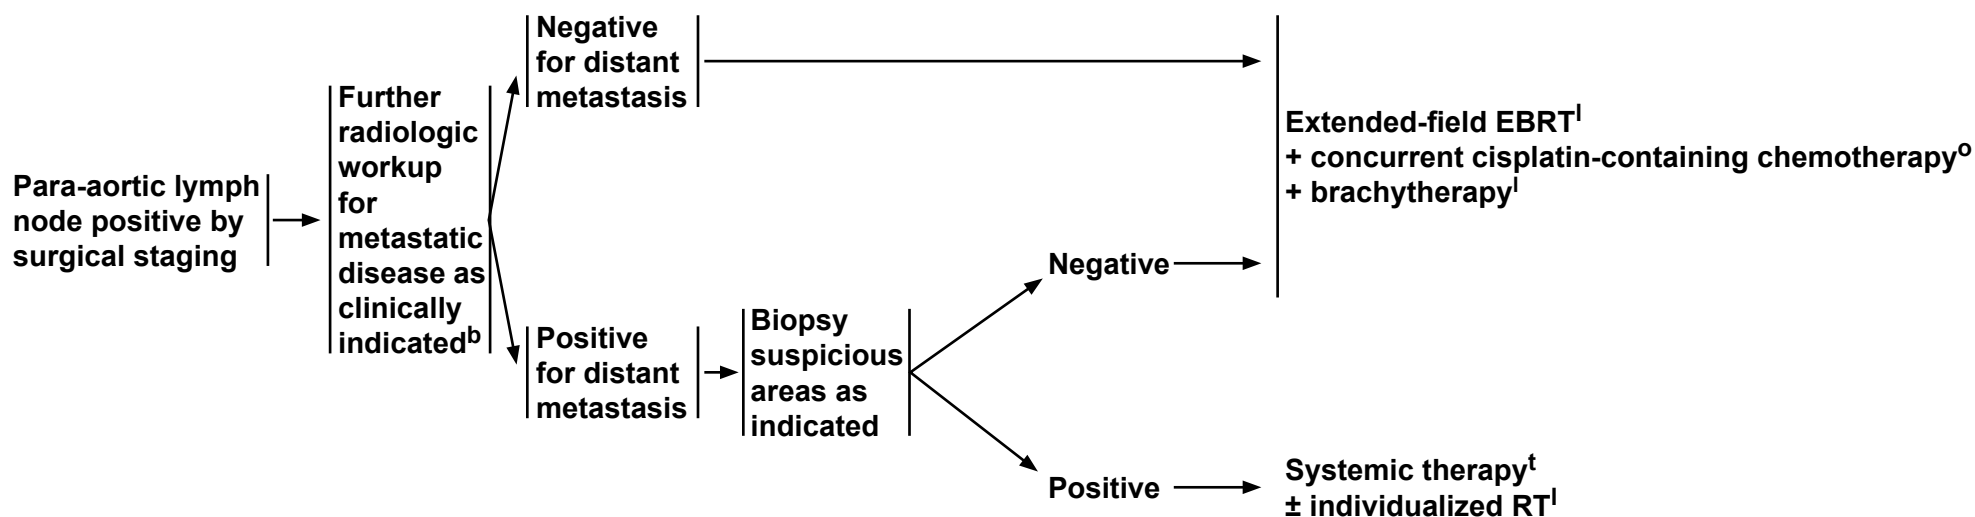 Para-aortic lymph
node positive by
surgical staging
Further
radiologic
workup
for
metastatic
disease as
clinically
indicatedᵇ
Negative
for distant
metastasis
Positive
for distant
metastasis
Biopsy
suspicious
areas as
indicated
Negative
Positive
Extended-field EBRTˡ
+ concurrent cisplatin-containing chemotherapyᵒ
+ brachytherapyˡ
Systemic therapyᵗ
± individualized RTˡ